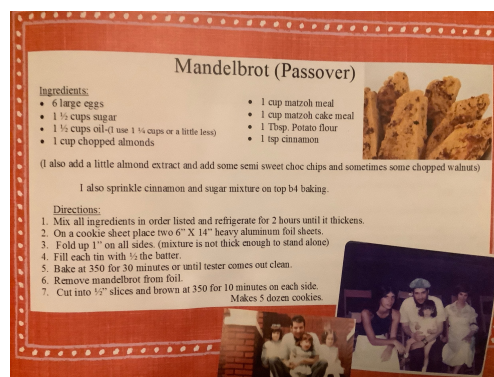 Mandelbrot (Passover)
Ingredients:
• 6 large eggs
• 1 ½ cups sugar
• 1 ½ cups oil-(I use 1 ¼ cups or a little less)
• 1 cup chopped almonds
• 1 cup matzoh meal
• 1 cup matzoh cake meal
• 1 Tbsp. Potato flour
• 1 tsp cinnamon
(I also add a little almond extract and add some semi sweet choc chips and sometimes some chopped walnuts)
I also sprinkle cinnamon and sugar mixture on top b4 baking.
Directions:
1. Mix all ingredients in order listed and refrigerate for 2 hours until it thickens.
2. On a cookie sheet place two 6" X 14" heavy aluminum foil sheets.
3. Fold up 1" on all sides. (mixture is not thick enough to stand alone)
4. Fill each tin with ½ the batter.
5. Bake at 350 for 30 minutes or until tester comes out clean.
6. Remove mandelbrot from foil.
7. Cut into ½" slices and brown at 350 for 10 minutes on each side.
Makes 5 dozen cookies.